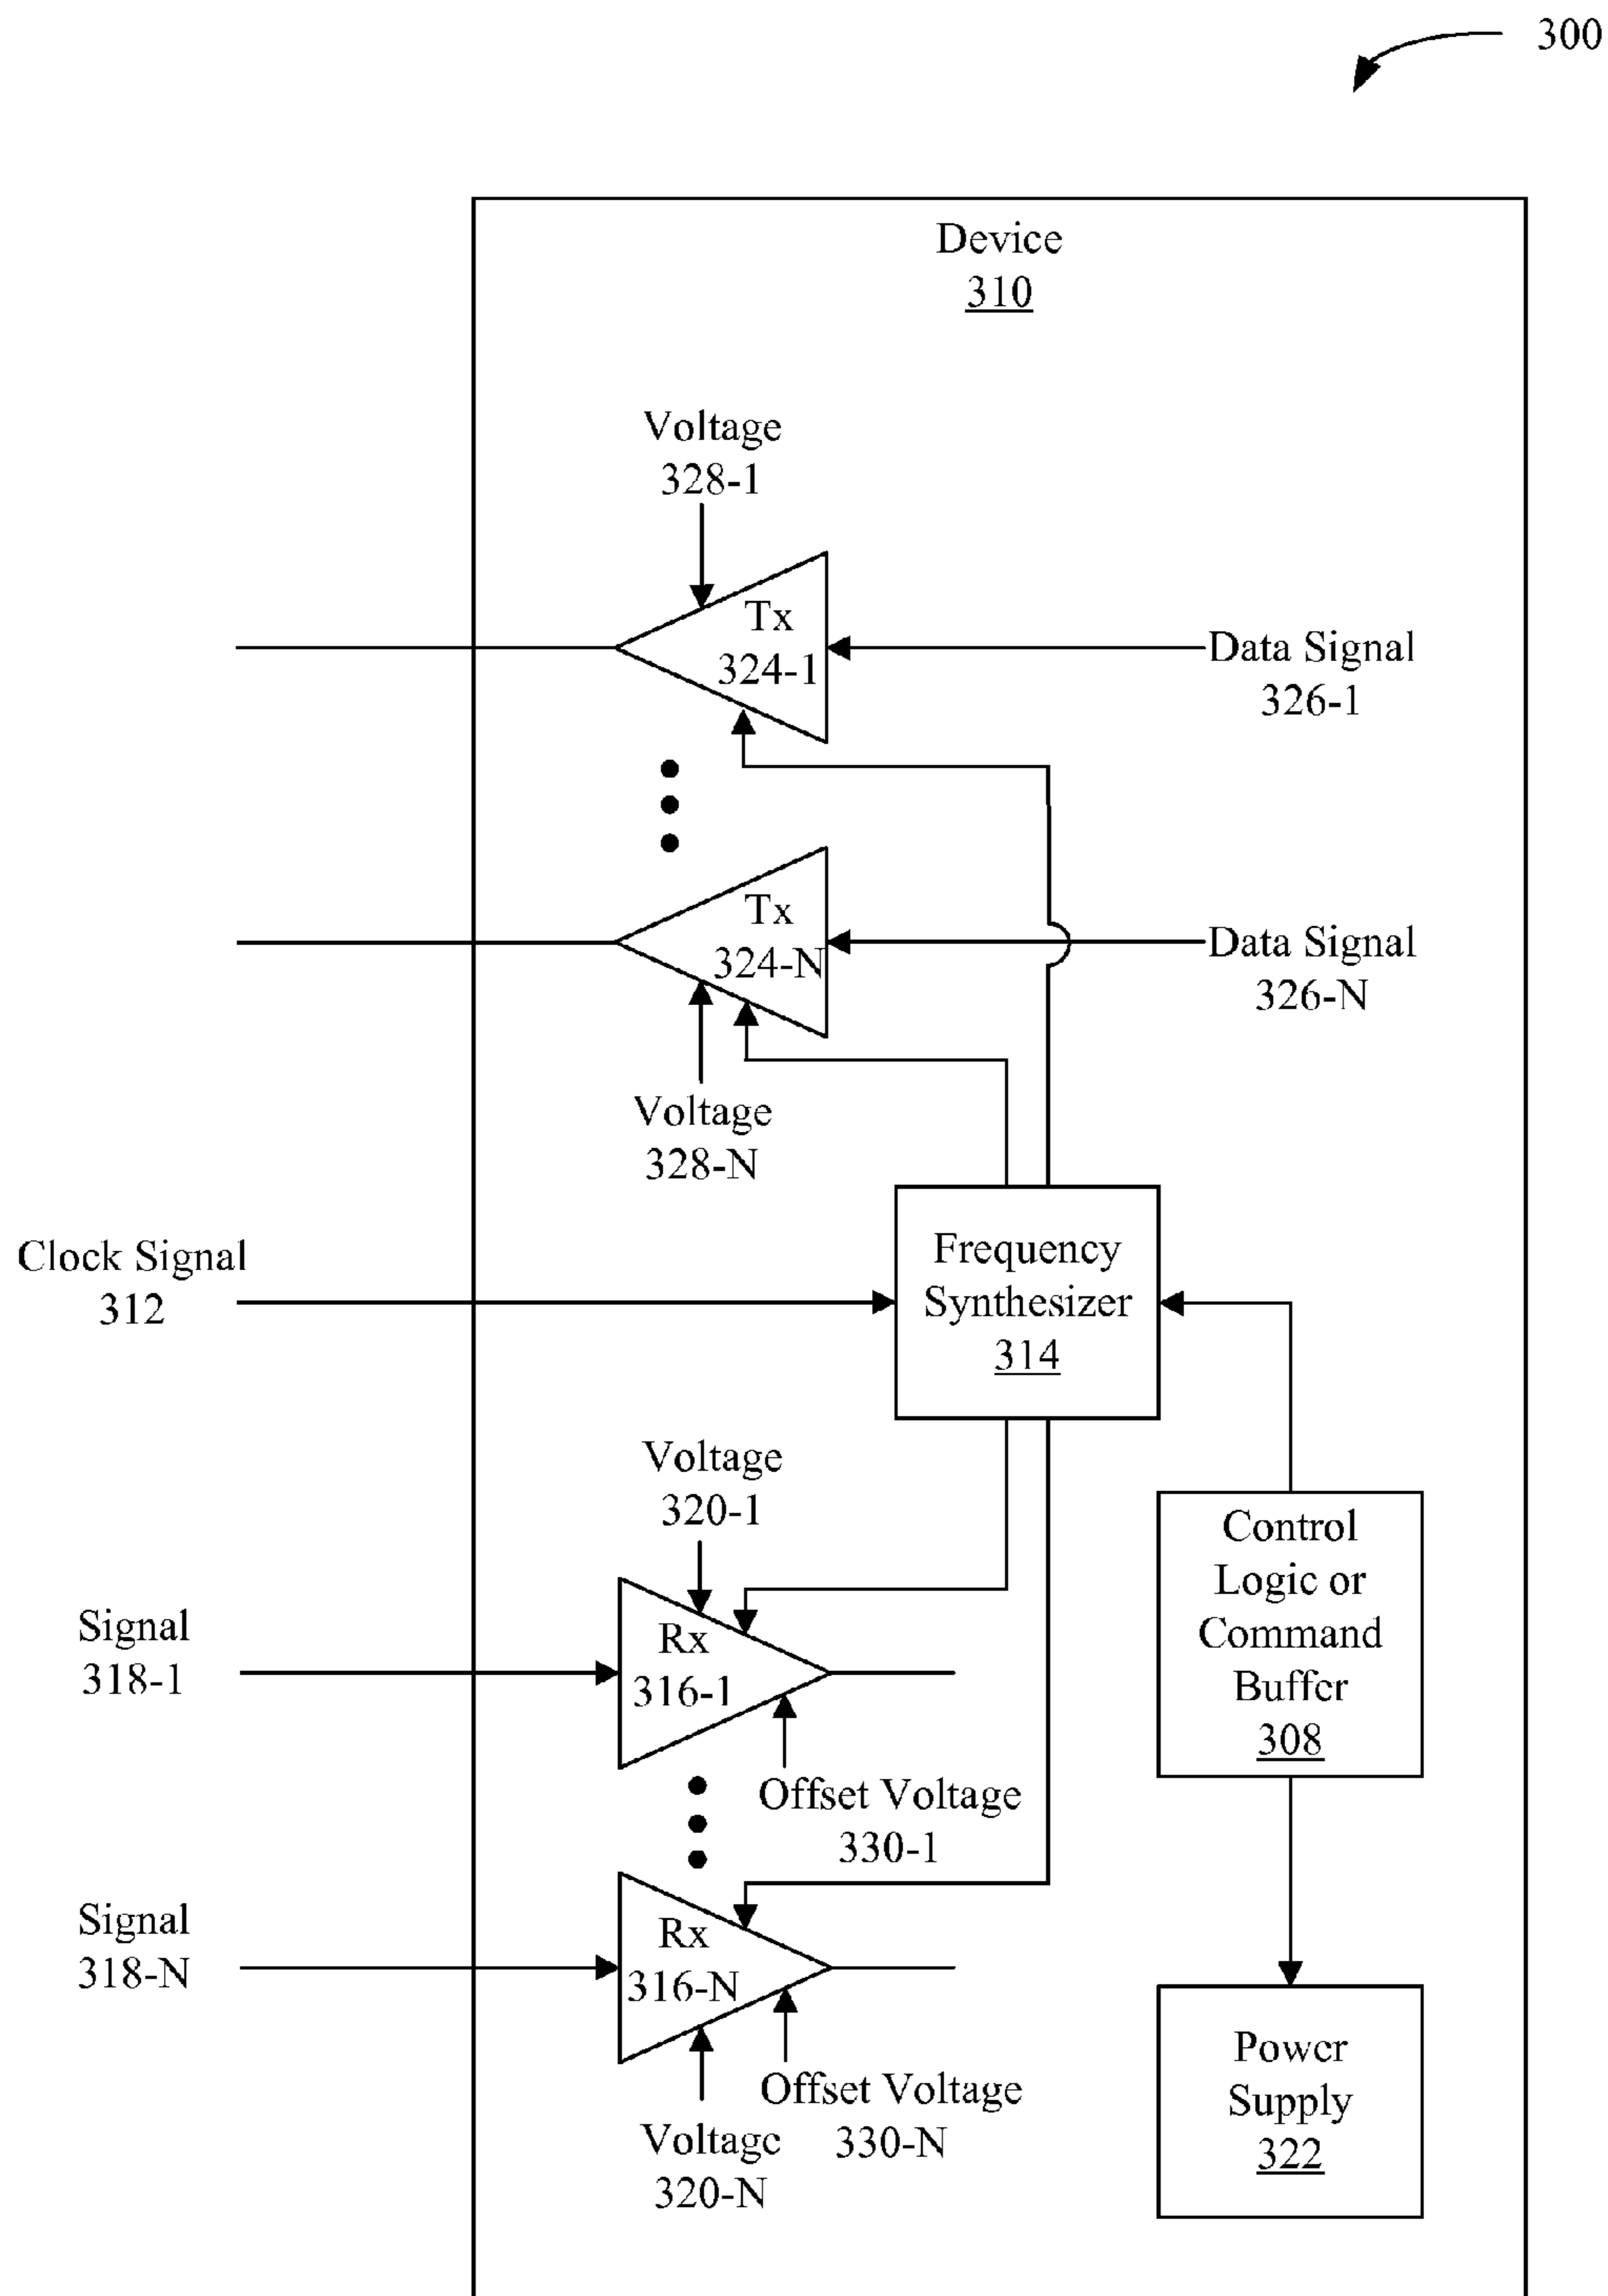 300
Device
310
Voltage
328-1
Tx
324-1
Data Signal
326-1
Tx
324-N
Data Signal
326-N
Voltage
328-N
Clock Signal
312
Frequency
Synthesizer
314
Voltage
320-1
Control
Logic or
Command
Buffer
308
Signal
318-1
Rx
316-1
Offset Voltage
330-1
Signal
318-N
Rx
316-N
Offset Voltage
330-N
Voltage
320-N
Power
Supply
322